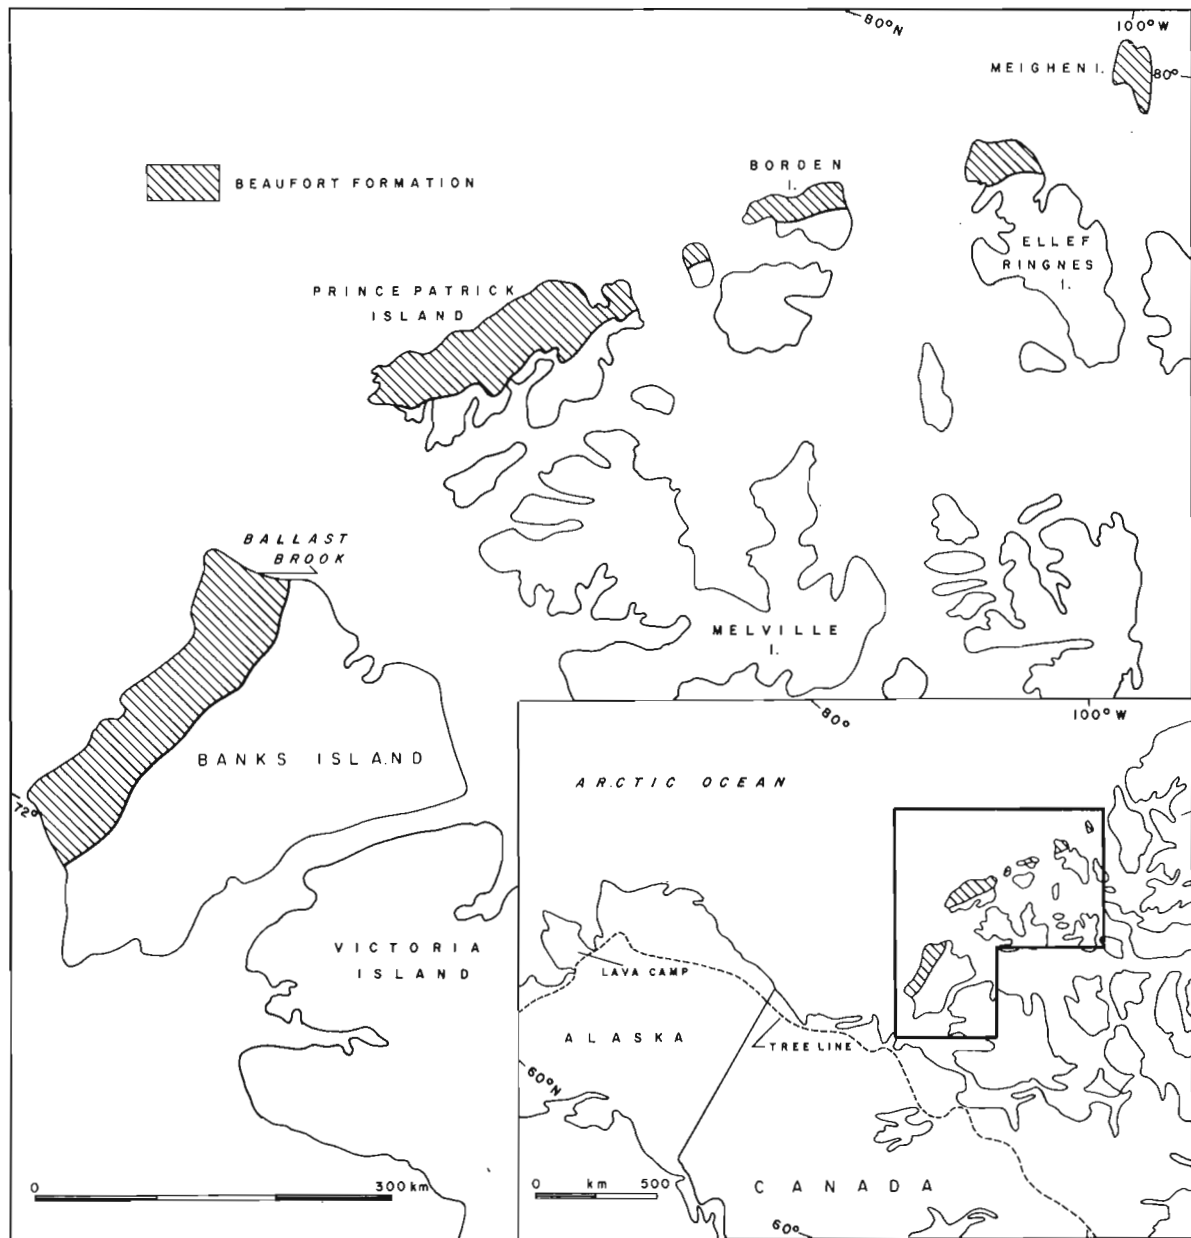 80°N
100°W
MEIGHEN I.
80°
BORDEN
I.
BEAUFORT FORMATION
ELLEF
RINGNES
I.
PRINCE PATRICK
ISLAND
BALLAST
BROOK
MELVILLE
I.
BANKS ISLAND
72°
VICTORIA
ISLAND
0 300 km
80°
100° W
ARCTIC OCEAN
LAVA CAMP
ALASKA
TREE LINE
60°N
0 km 500
CANADA
60°